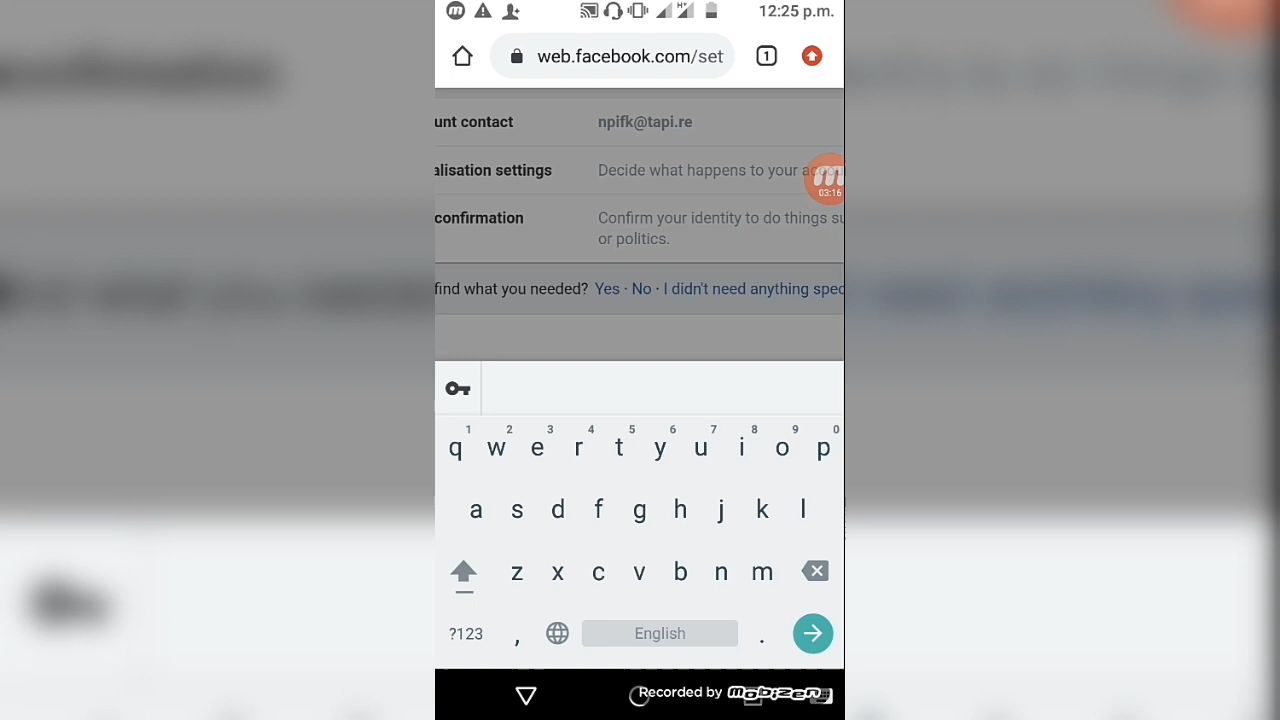 12:25 p.m.
web.facebook.com/set
1
unt contact npifk@tapi.re
alisation settings Decide what happens to your accou
03:16
confirmation Confirm your identity to do things su
or politics.
find what you needed? Yes · No · I didn't need anything spec
1 2 3 4 5 6 7 8 9 0
q w e r t y u i o p
a s d f g h j k l
z x c v b n m
?123 , English .
Recorded by mobizen